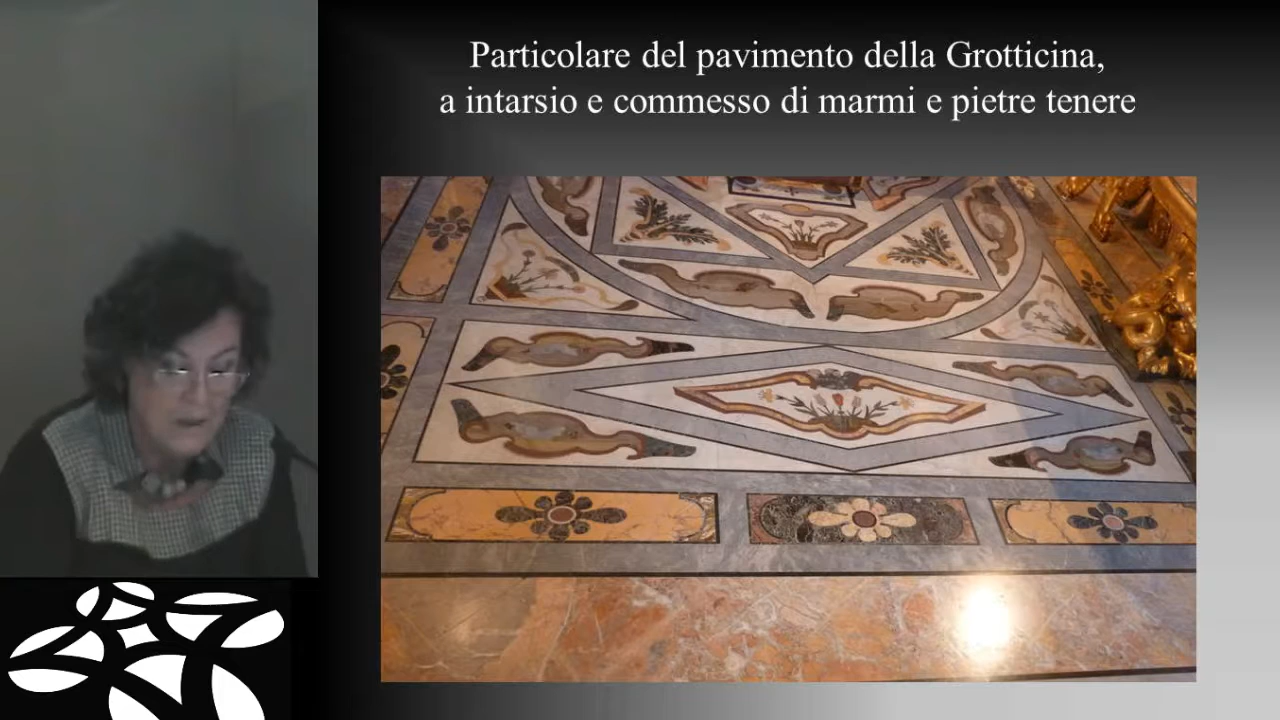 Particolare del pavimento della Grotticina,
a intarsio e commesso di marmi e pietre tenere